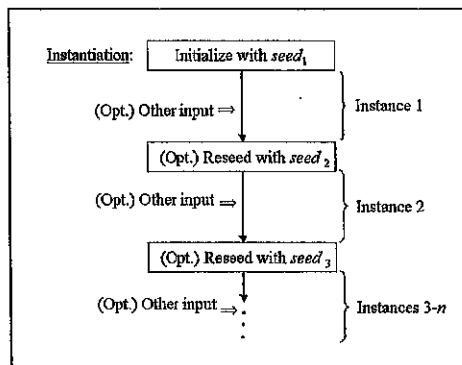 Instantiation: Initialize with seed₁
(Opt.) Other input ⇒ Instance 1
(Opt.) Reseed with seed₂
(Opt.) Other input ⇒ Instance 2
(Opt.) Reseed with seed₃
(Opt.) Other input ⇒ Instances 3-n